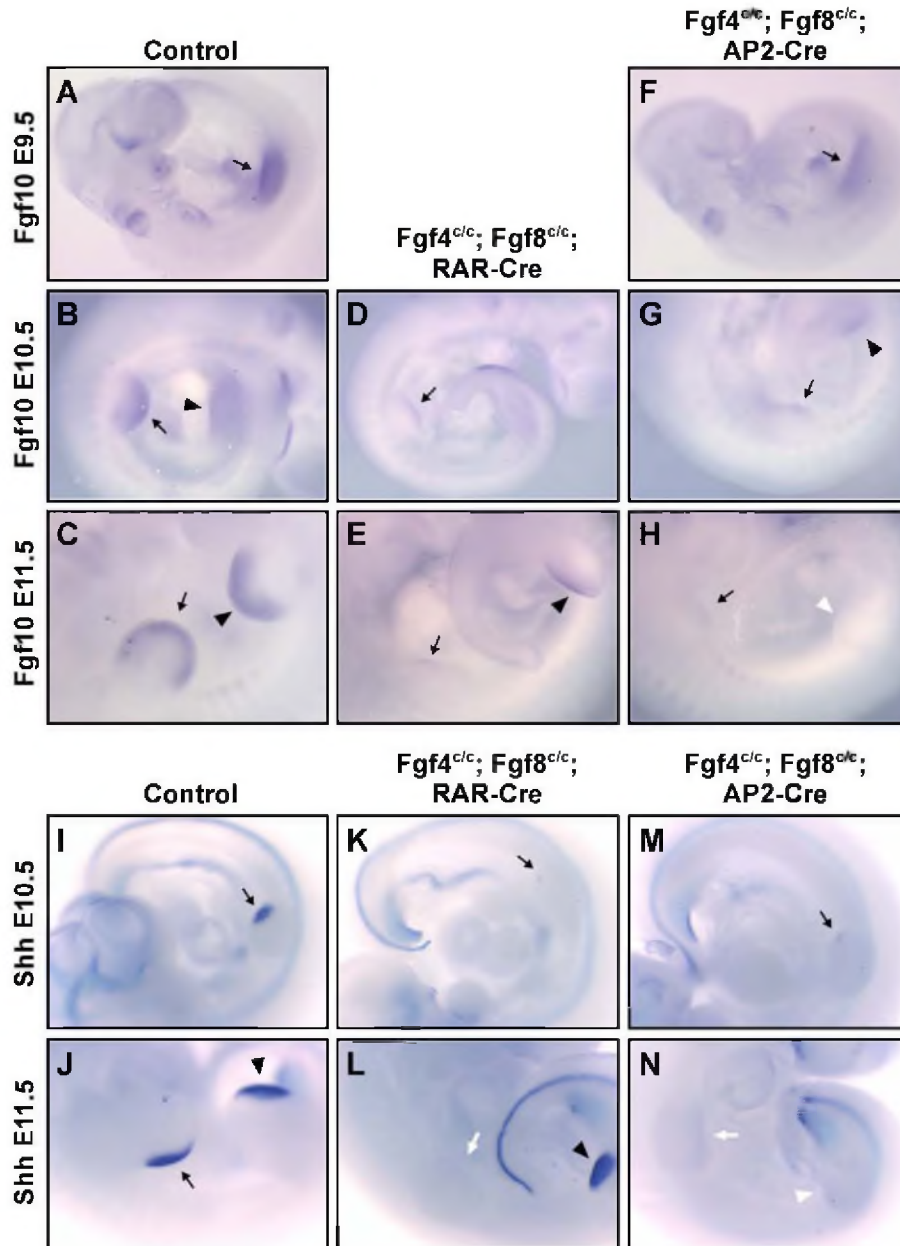 Control
Fgf4c/c; Fgf8c/c;
AP2-Cre
A
F
Fgf10 E9.5
Fgf4c/c; Fgf8c/c;
RAR-Cre
B
D
G
Fgf10 E10.5
C
E
H
Fgf10 E11.5
Control
Fgf4c/c; Fgf8c/c;
RAR-Cre
Fgf4c/c; Fgf8c/c;
AP2-Cre
I
K
M
Shh E10.5
J
L
N
Shh E11.5